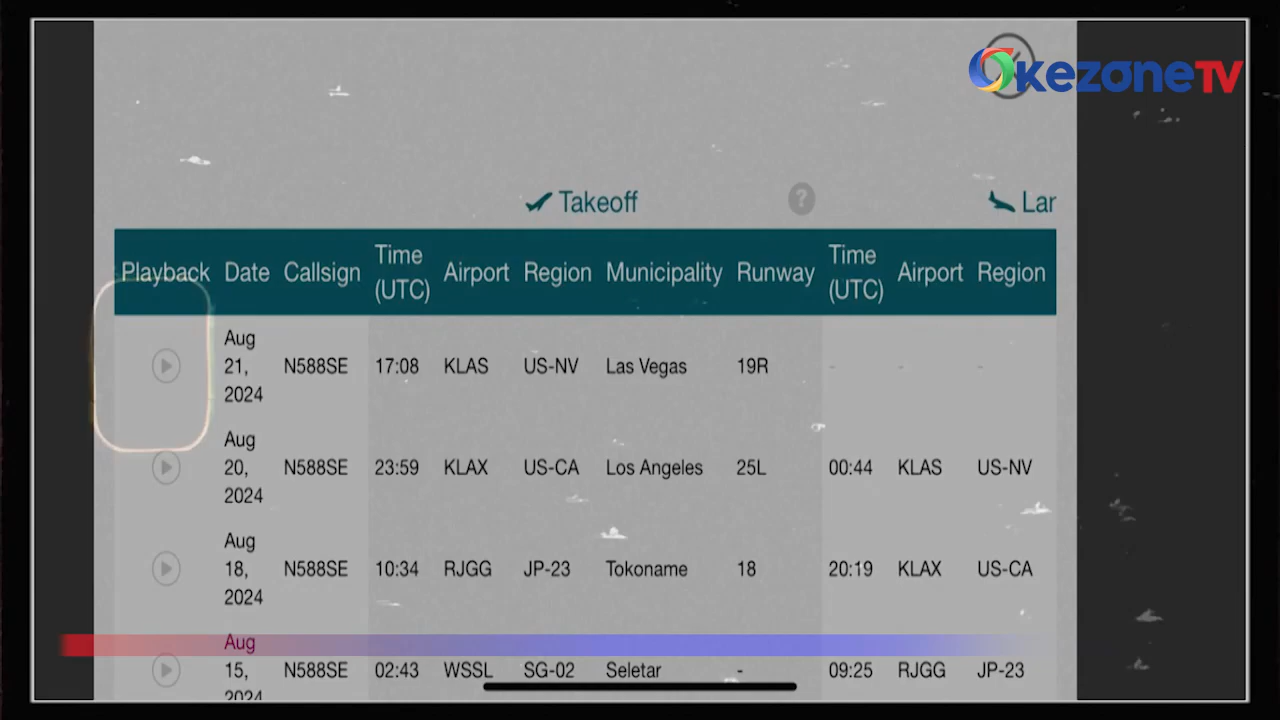 OkezoneTV
Takeoff ? Lar
Playback Date Callsign Time (UTC) Airport Region Municipality Runway Time (UTC) Airport Region
Aug 21, 2024 N588SE 17:08 KLAS US-NV Las Vegas 19R - - -
Aug 20, 2024 N588SE 23:59 KLAX US-CA Los Angeles 25L 00:44 KLAS US-NV
Aug 18, 2024 N588SE 10:34 RJGG JP-23 Tokoname 18 20:19 KLAX US-CA
Aug 15, 2024 N588SE 02:43 WSSL SG-02 Seletar - 09:25 RJGG JP-23